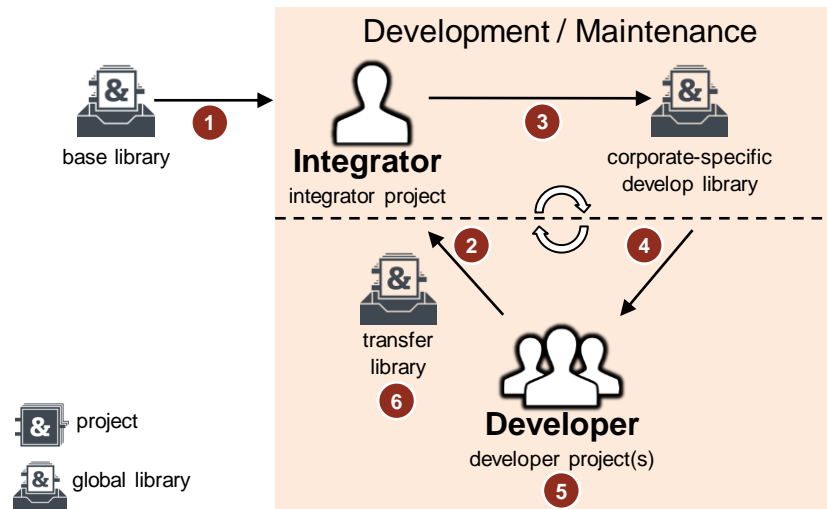 Development / Maintenance
&
1
base library
Integrator
integrator project
3
&
corporate-specific
develop library
2
4
&
transfer
library
6
Developer
developer project(s)
5
& project
& global library